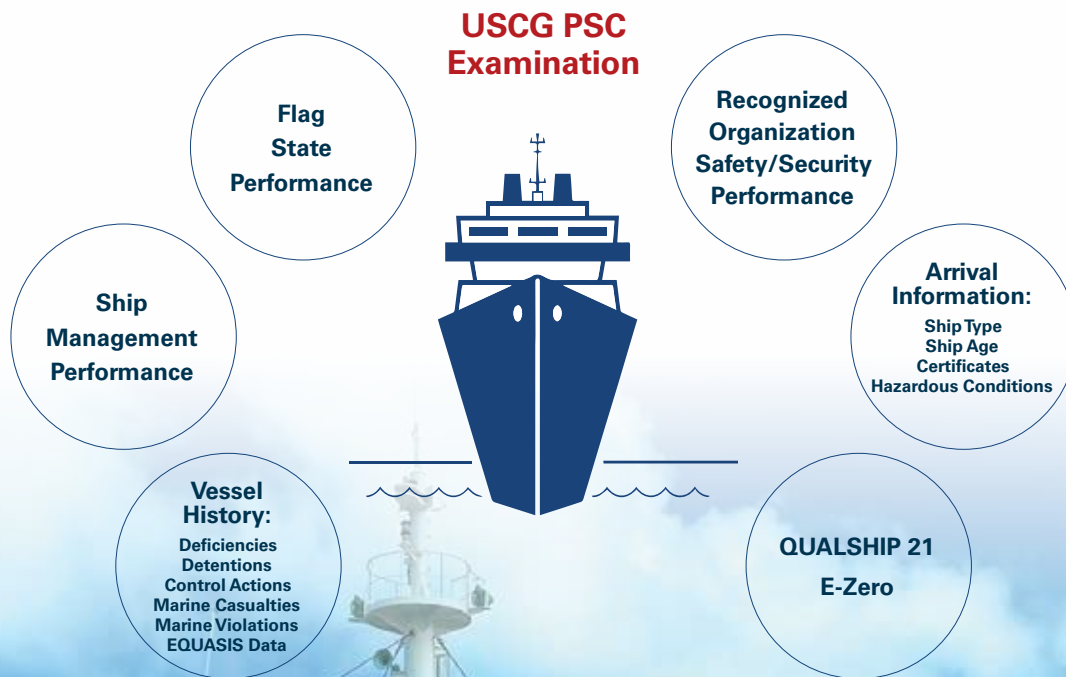 USCG PSC
Examination
Flag
State
Performance
Recognized
Organization
Safety/Security
Performance
Ship
Management
Performance
Arrival
Information:
Ship Type
Ship Age
Certificates
Hazardous Conditions
Vessel
History:
Deficiencies
Detentions
Control Actions
Marine Casualties
Marine Violations
EQUASIS Data
QUALSHIP 21
E-Zero